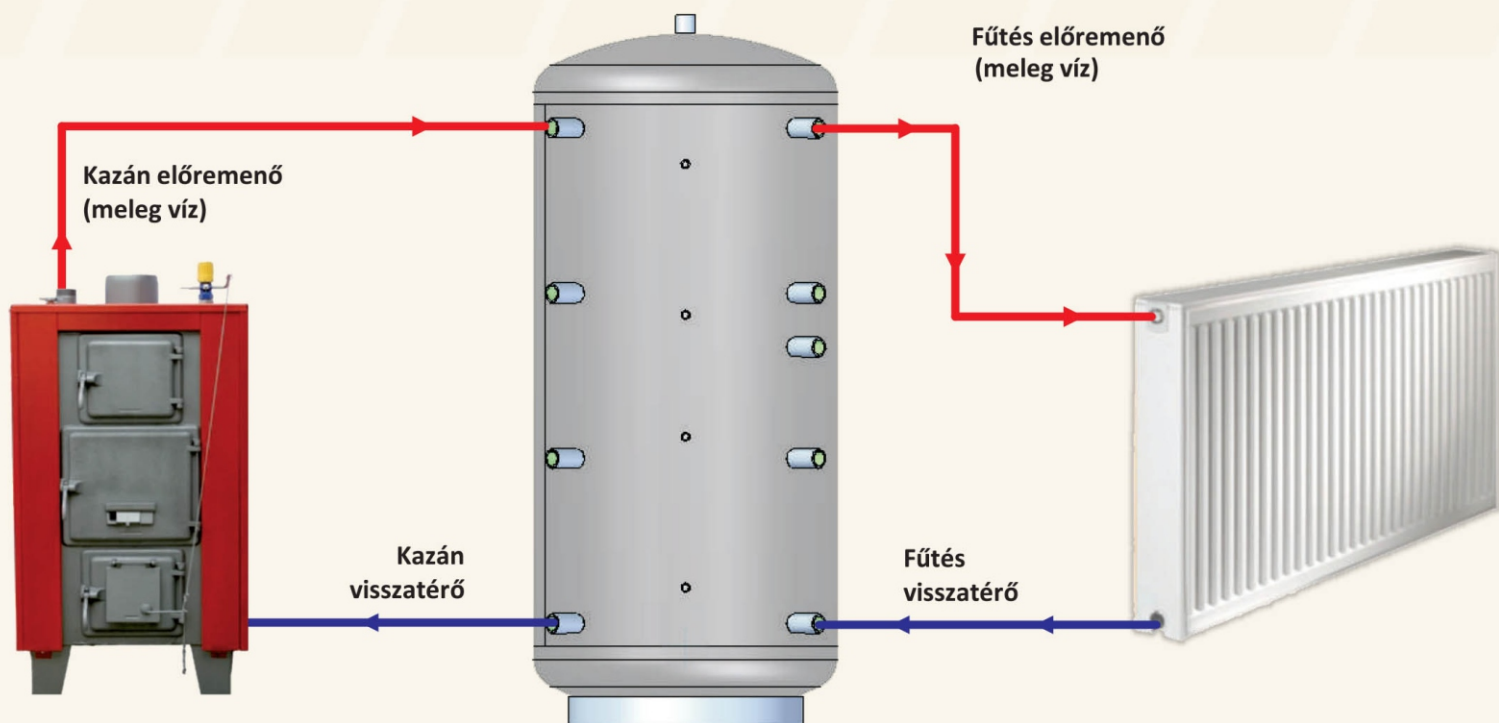 Fűtés előremenő
(meleg víz)
Kazán előremenő
(meleg víz)
Kazán
visszatérő
Fűtés
visszatérő